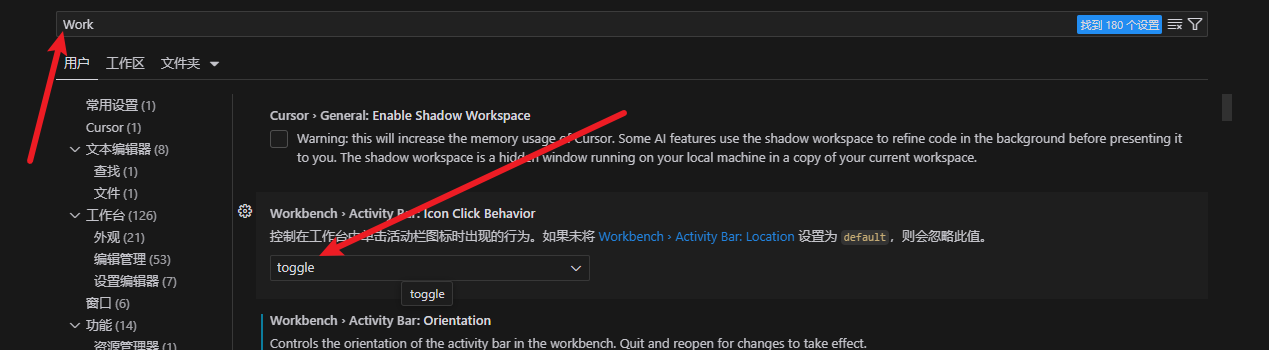 Work
找到 180 个设置
用户 工作区 文件夹
常用设置 (1)
Cursor (1)
文本编辑器 (8)
查找 (1)
文件 (1)
工作台 (126)
外观 (21)
编辑管理 (53)
设置编辑器 (7)
窗口 (6)
功能 (14)
资源管理器 (1)
Cursor › General: Enable Shadow Workspace
Warning: this will increase the memory usage of Cursor. Some AI features use the shadow workspace to refine code in the background before presenting it
to you. The shadow workspace is a hidden window running on your local machine in a copy of your current workspace.
Workbench › Activity Bar: Icon Click Behavior
控制在工作台中单击活动栏图标时出现的行为。如果未将 Workbench › Activity Bar: Location 设置为 default，则会忽略此值。
toggle
toggle
Workbench › Activity Bar: Orientation
Controls the orientation of the activity bar in the workbench. Quit and reopen for changes to take effect.